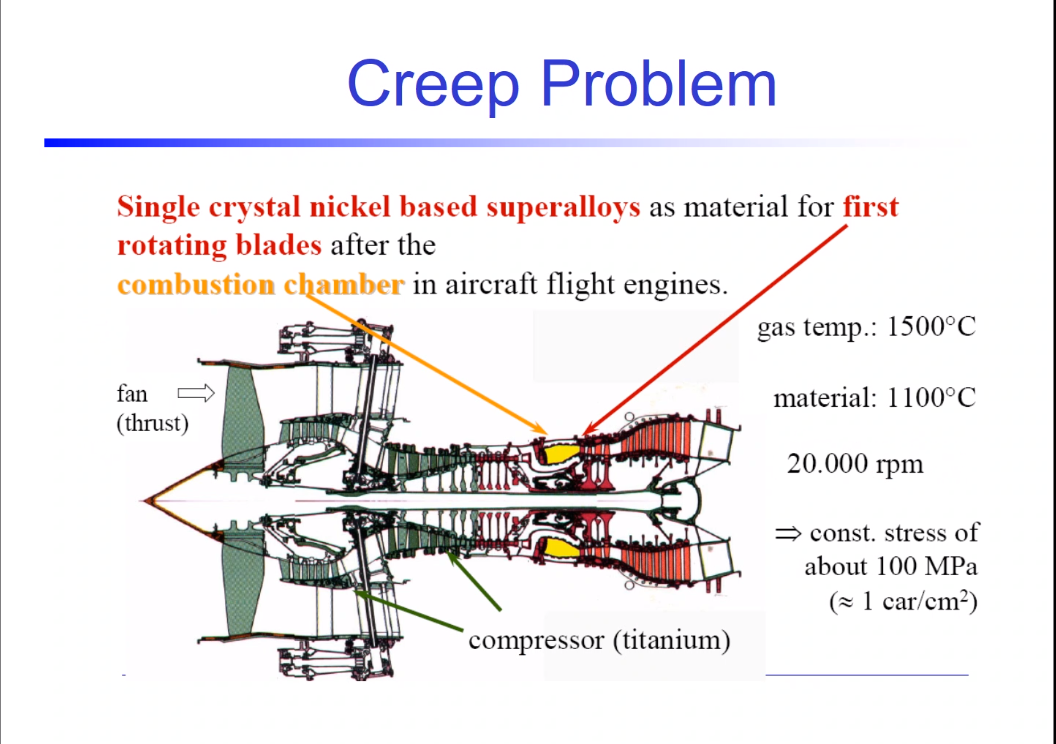 Creep Problem
Single crystal nickel based superalloys as material for first
rotating blades after the
combustion chamber in aircraft flight engines.
gas temp.: 1500°C
fan
(thrust)
material: 1100°C
20.000 rpm
⇒ const. stress of
about 100 MPa
(≈ 1 car/cm²)
compressor (titanium)